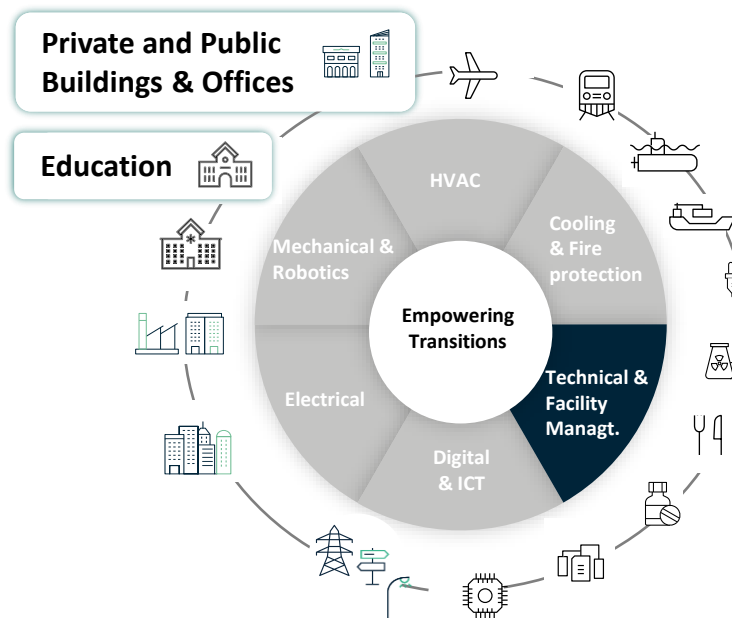 Private and Public
Buildings & Offices
Education
HVAC
Cooling
& Fire
protection
Mechanical &
Robotics
Empowering
Transitions
Technical &
Facility
Managt.
Electrical
Digital
& ICT